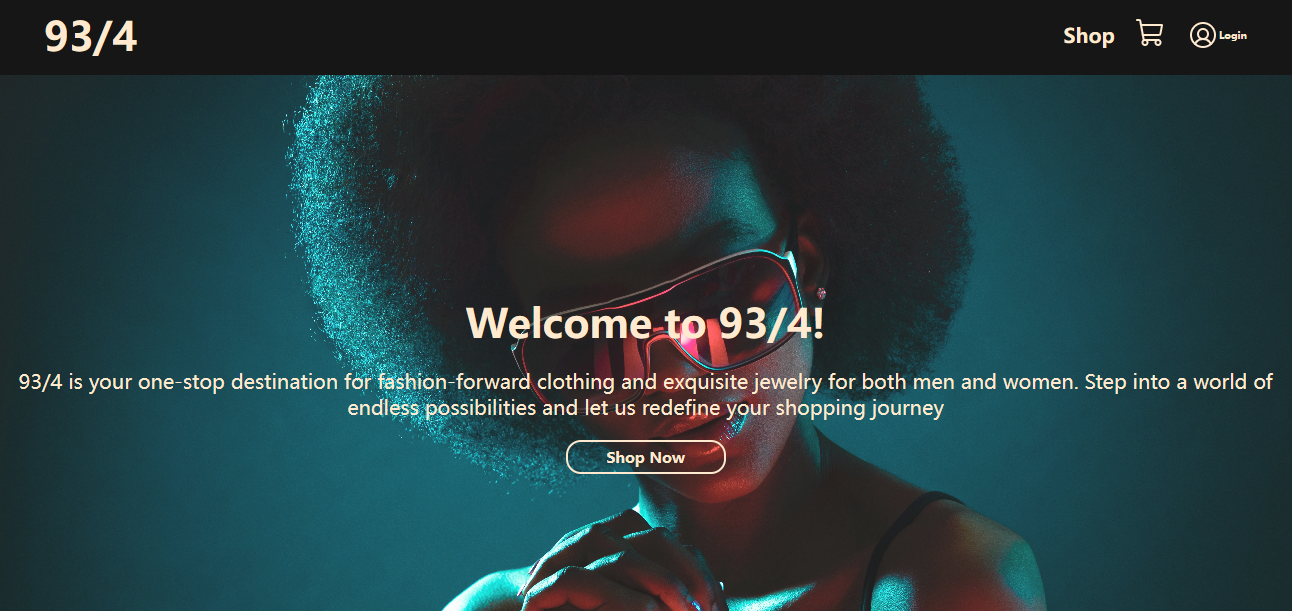 93/4
Shop
Login
Welcome to 93/4!
93/4 is your one-stop destination for fashion-forward clothing and exquisite jewelry for both men and women. Step into a world of
endless possibilities and let us redefine your shopping journey
Shop Now